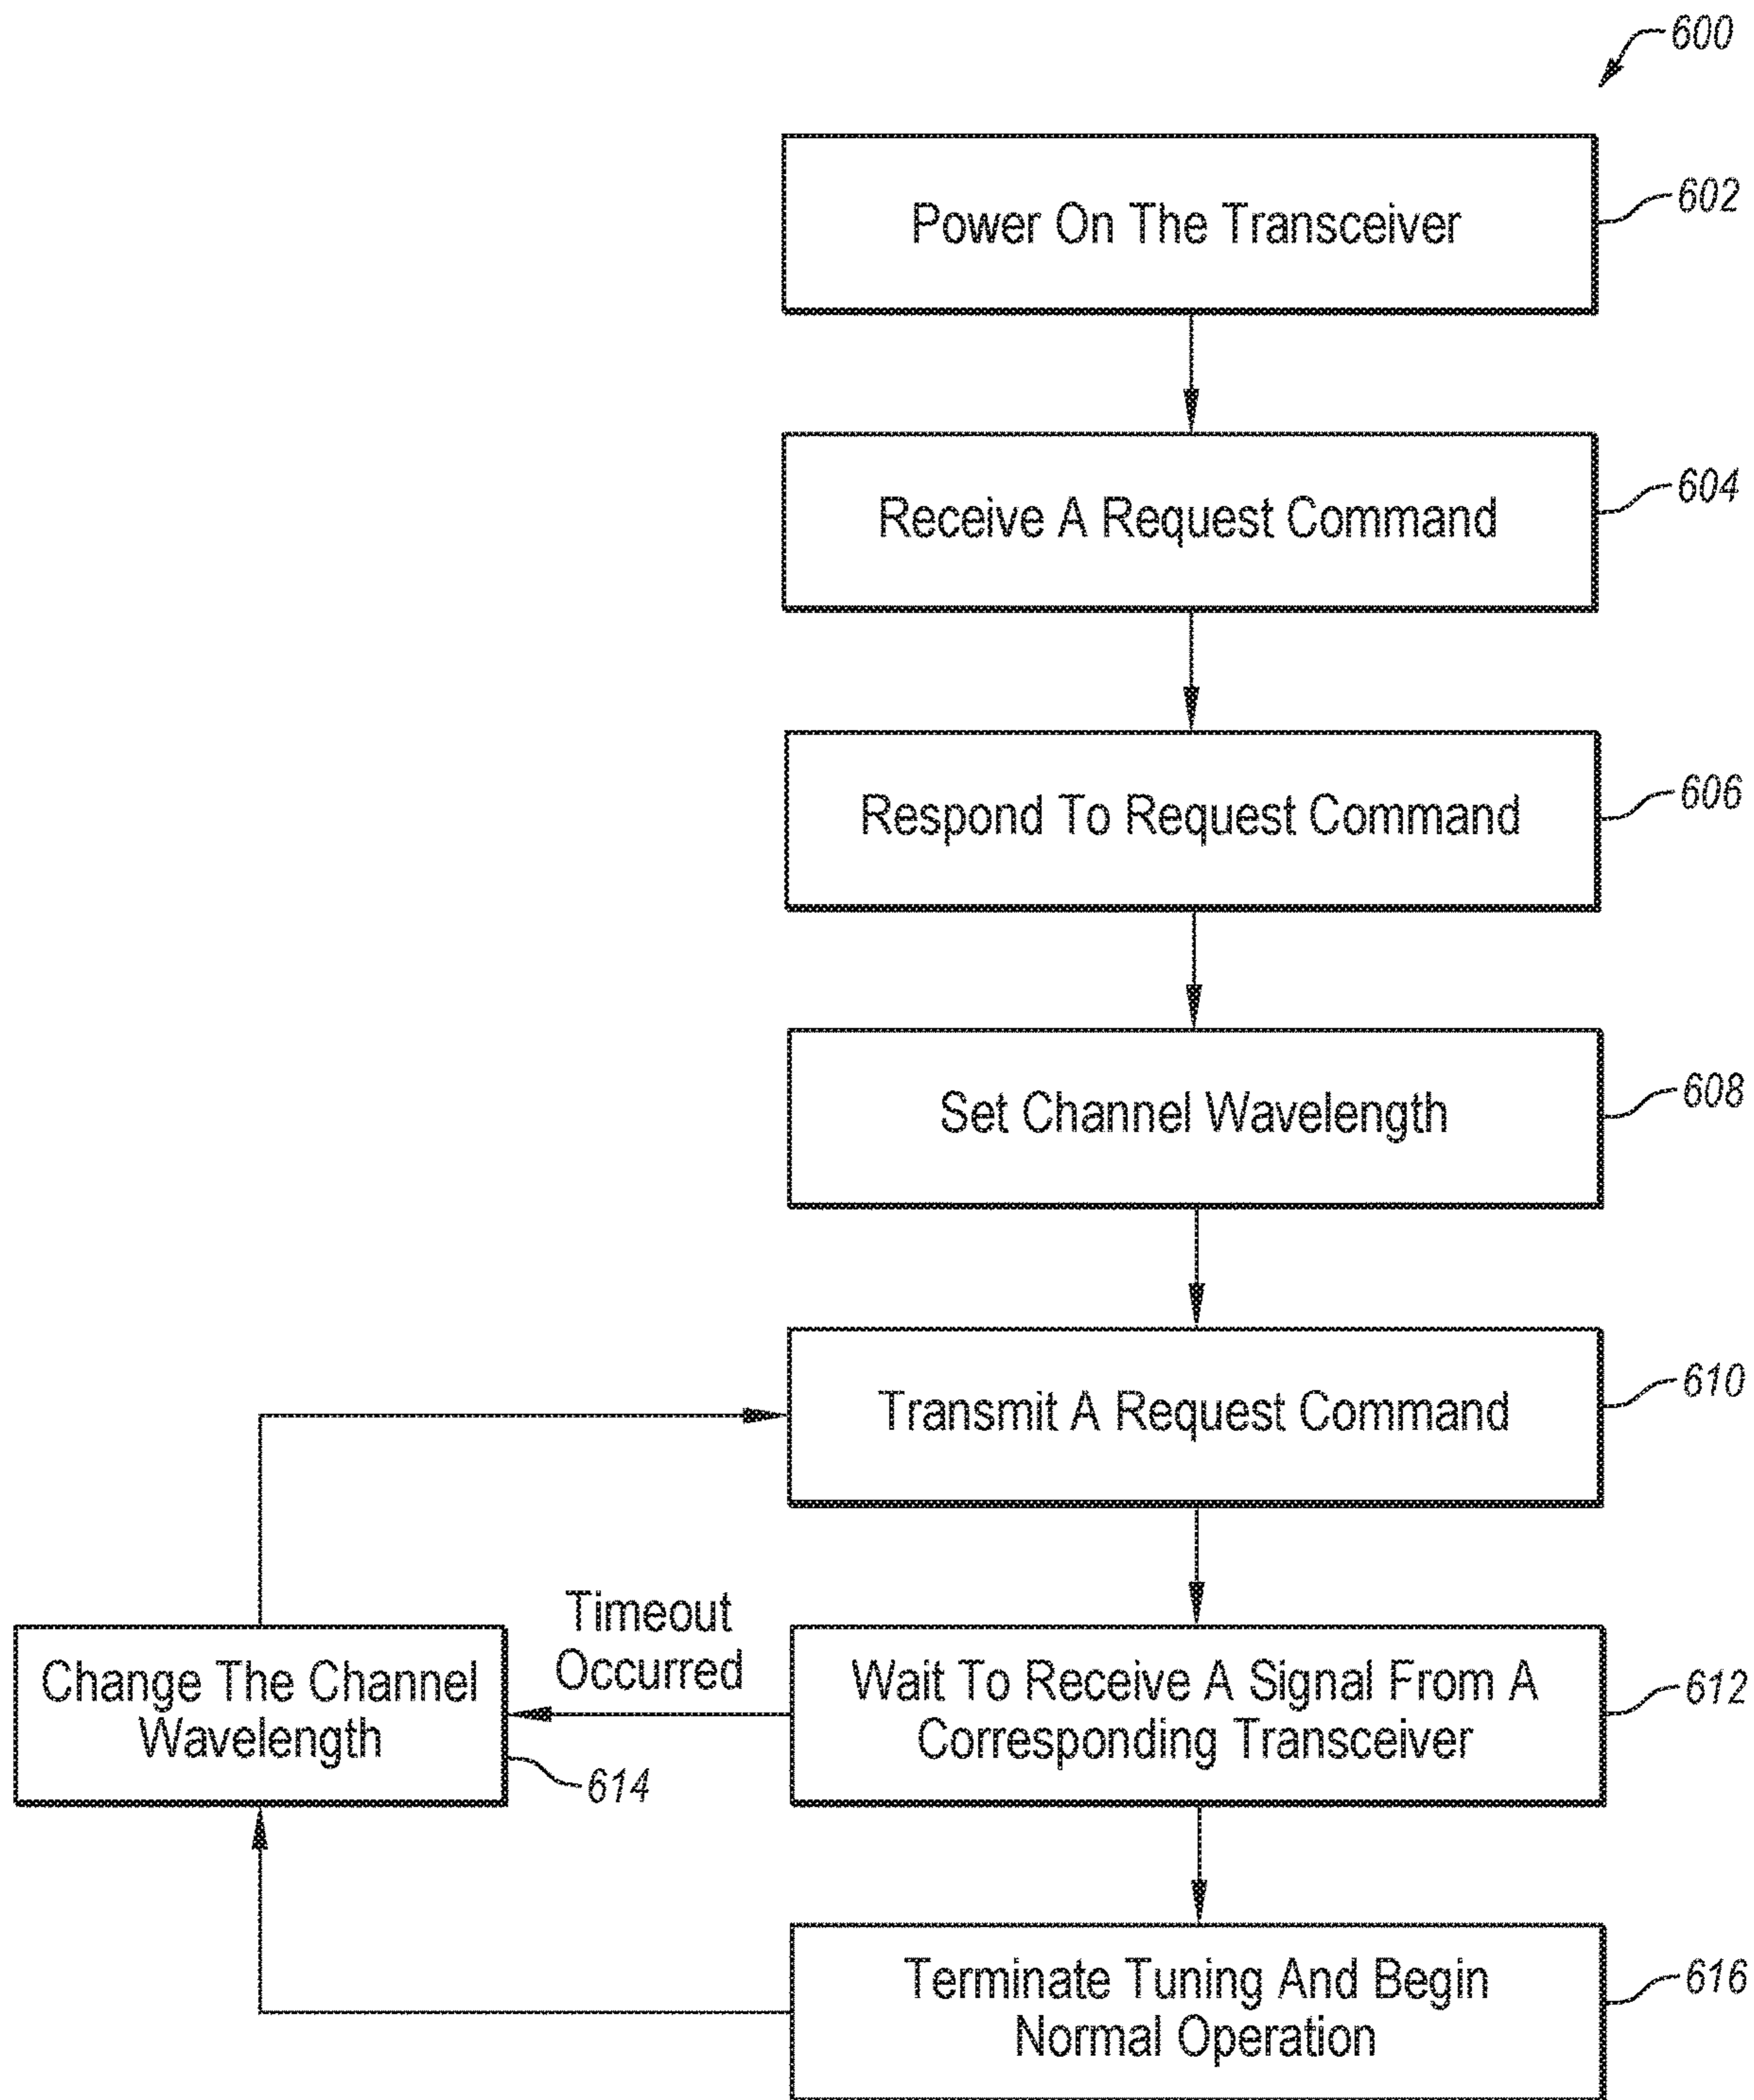 600
Power On The Transceiver
602
Receive A Request Command
604
Respond To Request Command
606
Set Channel Wavelength
608
Transmit A Request Command
610
Timeout
Occurred
Change The Channel
Wavelength
614
Wait To Receive A Signal From A
Corresponding Transceiver
612
Terminate Tuning And Begin
Normal Operation
616